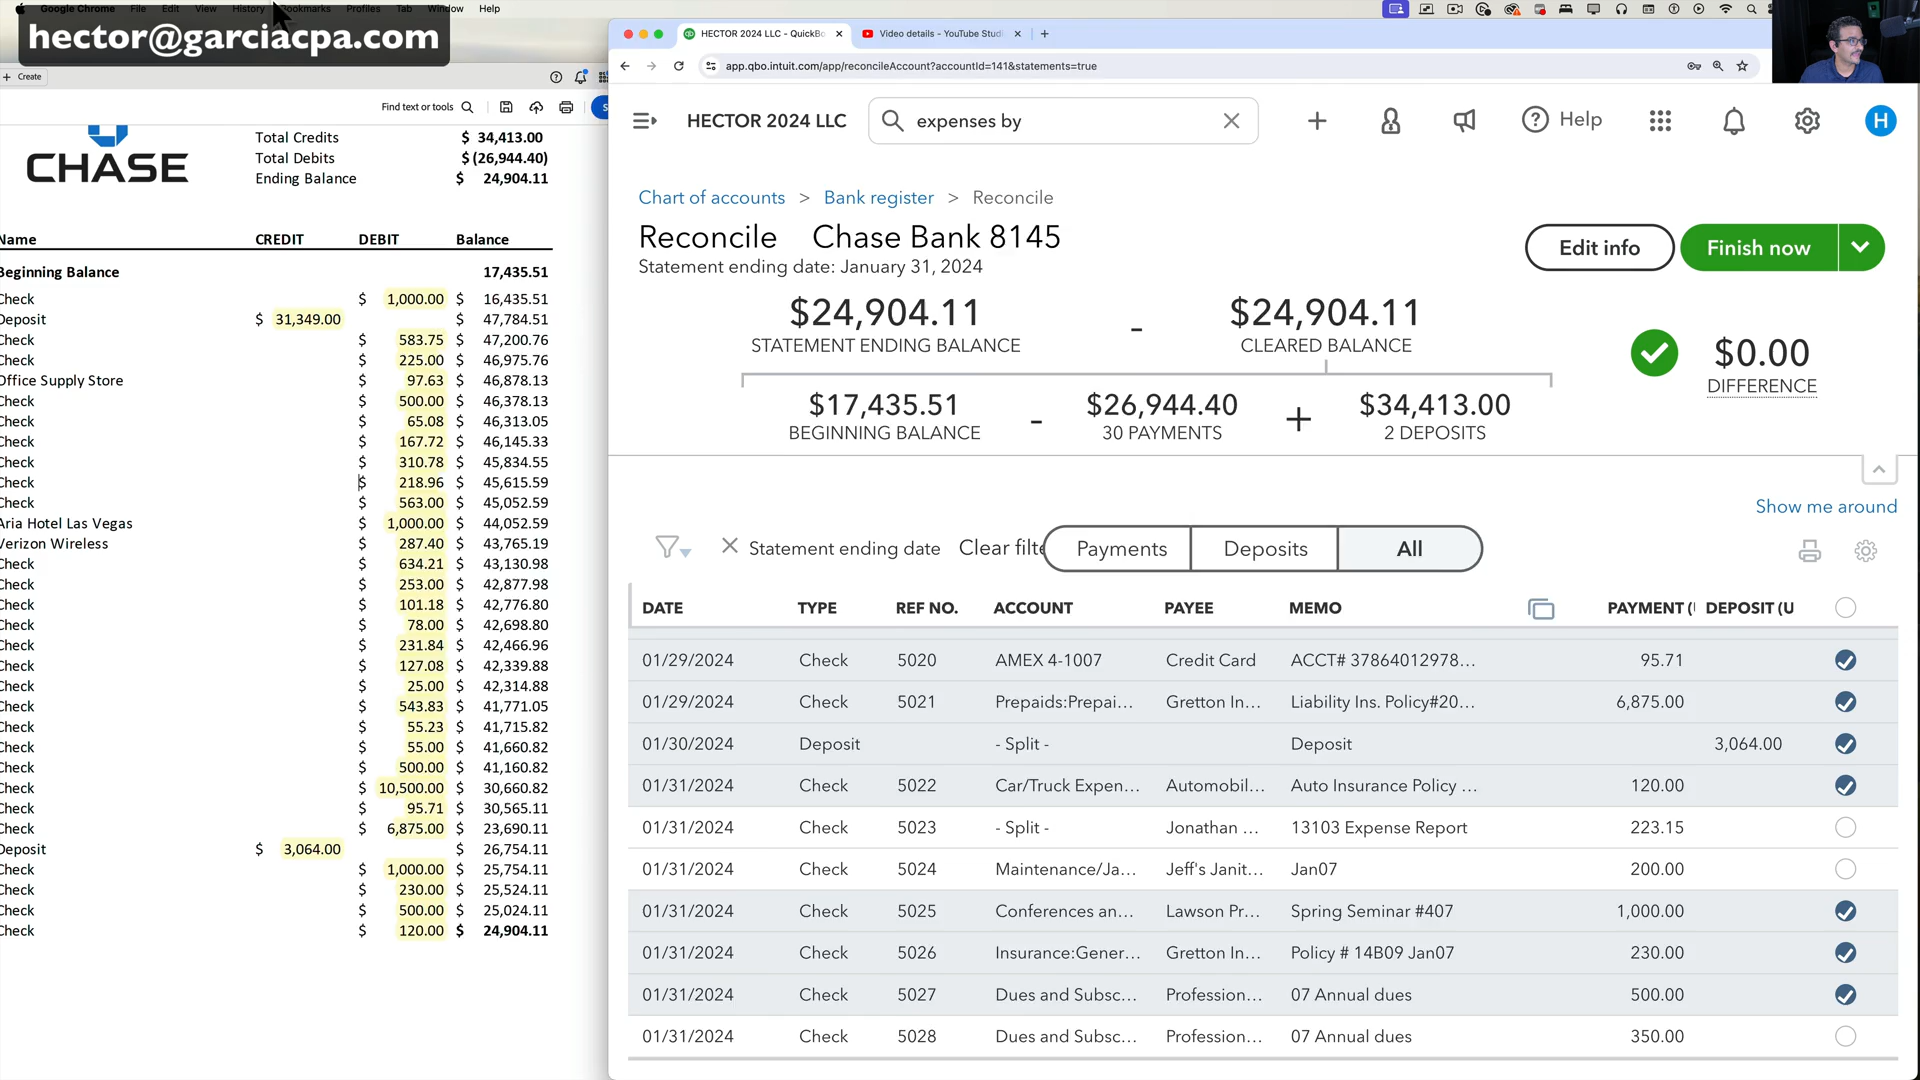 Google Chrome File Edit View History Bookmarks Profiles Tab Window Help
hector@garciacpa.com
Create
Find text or tools
CHASE
Total Credits $ 34,413.00
Total Debits $ (26,944.40)
Ending Balance $ 24,904.11
Name CREDIT DEBIT Balance
Beginning Balance 17,435.51
Check $ 1,000.00 $ 16,435.51
Deposit $ 31,349.00 $ 47,784.51
Check $ 583.75 $ 47,200.76
Check $ 225.00 $ 46,975.76
Office Supply Store $ 97.63 $ 46,878.13
Check $ 500.00 $ 46,378.13
Check $ 65.08 $ 46,313.05
Check $ 167.72 $ 46,145.33
Check $ 310.78 $ 45,834.55
Check $ 218.96 $ 45,615.59
Check $ 563.00 $ 45,052.59
Aria Hotel Las Vegas $ 1,000.00 $ 44,052.59
Verizon Wireless $ 287.40 $ 43,765.19
Check $ 634.21 $ 43,130.98
Check $ 253.00 $ 42,877.98
Check $ 101.18 $ 42,776.80
Check $ 78.00 $ 42,698.80
Check $ 231.84 $ 42,466.96
Check $ 127.08 $ 42,339.88
Check $ 25.00 $ 42,314.88
Check $ 543.83 $ 41,771.05
Check $ 55.23 $ 41,715.82
Check $ 55.00 $ 41,660.82
Check $ 500.00 $ 41,160.82
Check $ 10,500.00 $ 30,660.82
Check $ 95.71 $ 30,565.11
Check $ 6,875.00 $ 23,690.11
Deposit $ 3,064.00 $ 26,754.11
Check $ 1,000.00 $ 25,754.11
Check $ 230.00 $ 25,524.11
Check $ 500.00 $ 25,024.11
Check $ 120.00 $ 24,904.11
HECTOR 2024 LLC - QuickBo
Video details - YouTube Stud
app.qbo.intuit.com/app/reconcileAccount?accountId=141&statements=true
HECTOR 2024 LLC expenses by Help H
Chart of accounts > Bank register > Reconcile
Reconcile Chase Bank 8145
Statement ending date: January 31, 2024
Edit info Finish now
$24,904.11 - $24,904.11
STATEMENT ENDING BALANCE CLEARED BALANCE
$0.00
DIFFERENCE
$17,435.51 - $26,944.40 + $34,413.00
BEGINNING BALANCE 30 PAYMENTS 2 DEPOSITS
Show me around
Statement ending date Clear filte Payments Deposits All
DATE TYPE REF NO. ACCOUNT PAYEE MEMO PAYMENT (U DEPOSIT (U
01/29/2024 Check 5020 AMEX 4-1007 Credit Card ACCT# 37864012978... 95.71
01/29/2024 Check 5021 Prepaids:Prepai... Gretton In... Liability Ins. Policy#20... 6,875.00
01/30/2024 Deposit - Split - Deposit 3,064.00
01/31/2024 Check 5022 Car/Truck Expen... Automobil... Auto Insurance Policy ... 120.00
01/31/2024 Check 5023 - Split - Jonathan ... 13103 Expense Report 223.15
01/31/2024 Check 5024 Maintenance/Ja... Jeff's Janit... Jan07 200.00
01/31/2024 Check 5025 Conferences an... Lawson Pr... Spring Seminar #407 1,000.00
01/31/2024 Check 5026 Insurance:Gener... Gretton In... Policy # 14B09 Jan07 230.00
01/31/2024 Check 5027 Dues and Subsc... Profession... 07 Annual dues 500.00
01/31/2024 Check 5028 Dues and Subsc... Profession... 07 Annual dues 350.00